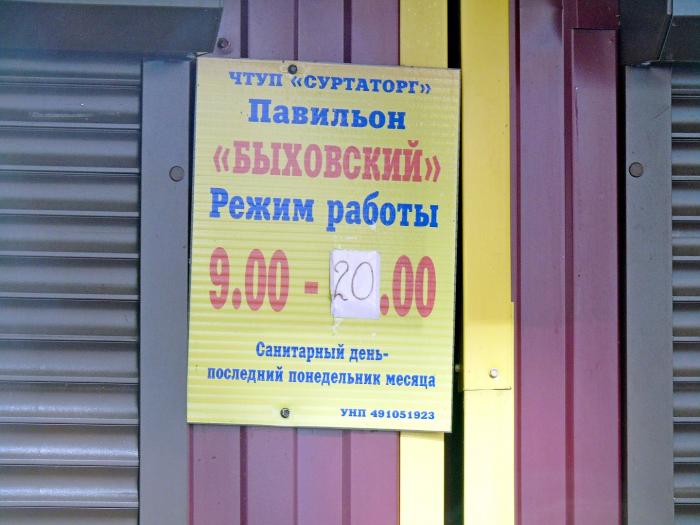 ЧТУП «СУРТАТОРГ»
Павильон
«БЫХОВСКИЙ»
Режим работы
9.00 - 20.00
Санитарный день-
последний понедельник месяца
УНП 491051923